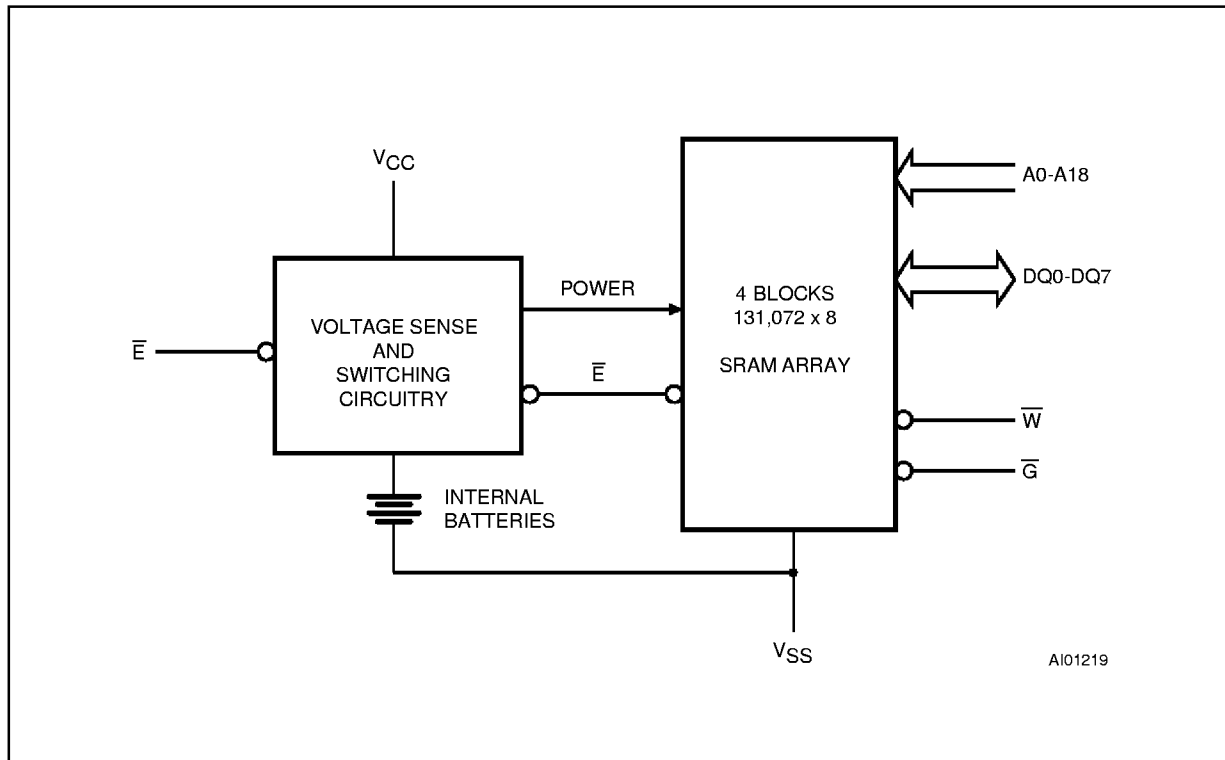 VCC
A0-A18
POWER
4 BLOCKS
131,072 x 8
SRAM ARRAY
DQ0-DQ7
E̅
VOLTAGE SENSE
AND
SWITCHING
CIRCUITRY
E̅
W̅
G̅
INTERNAL
BATTERIES
VSS
AI01219